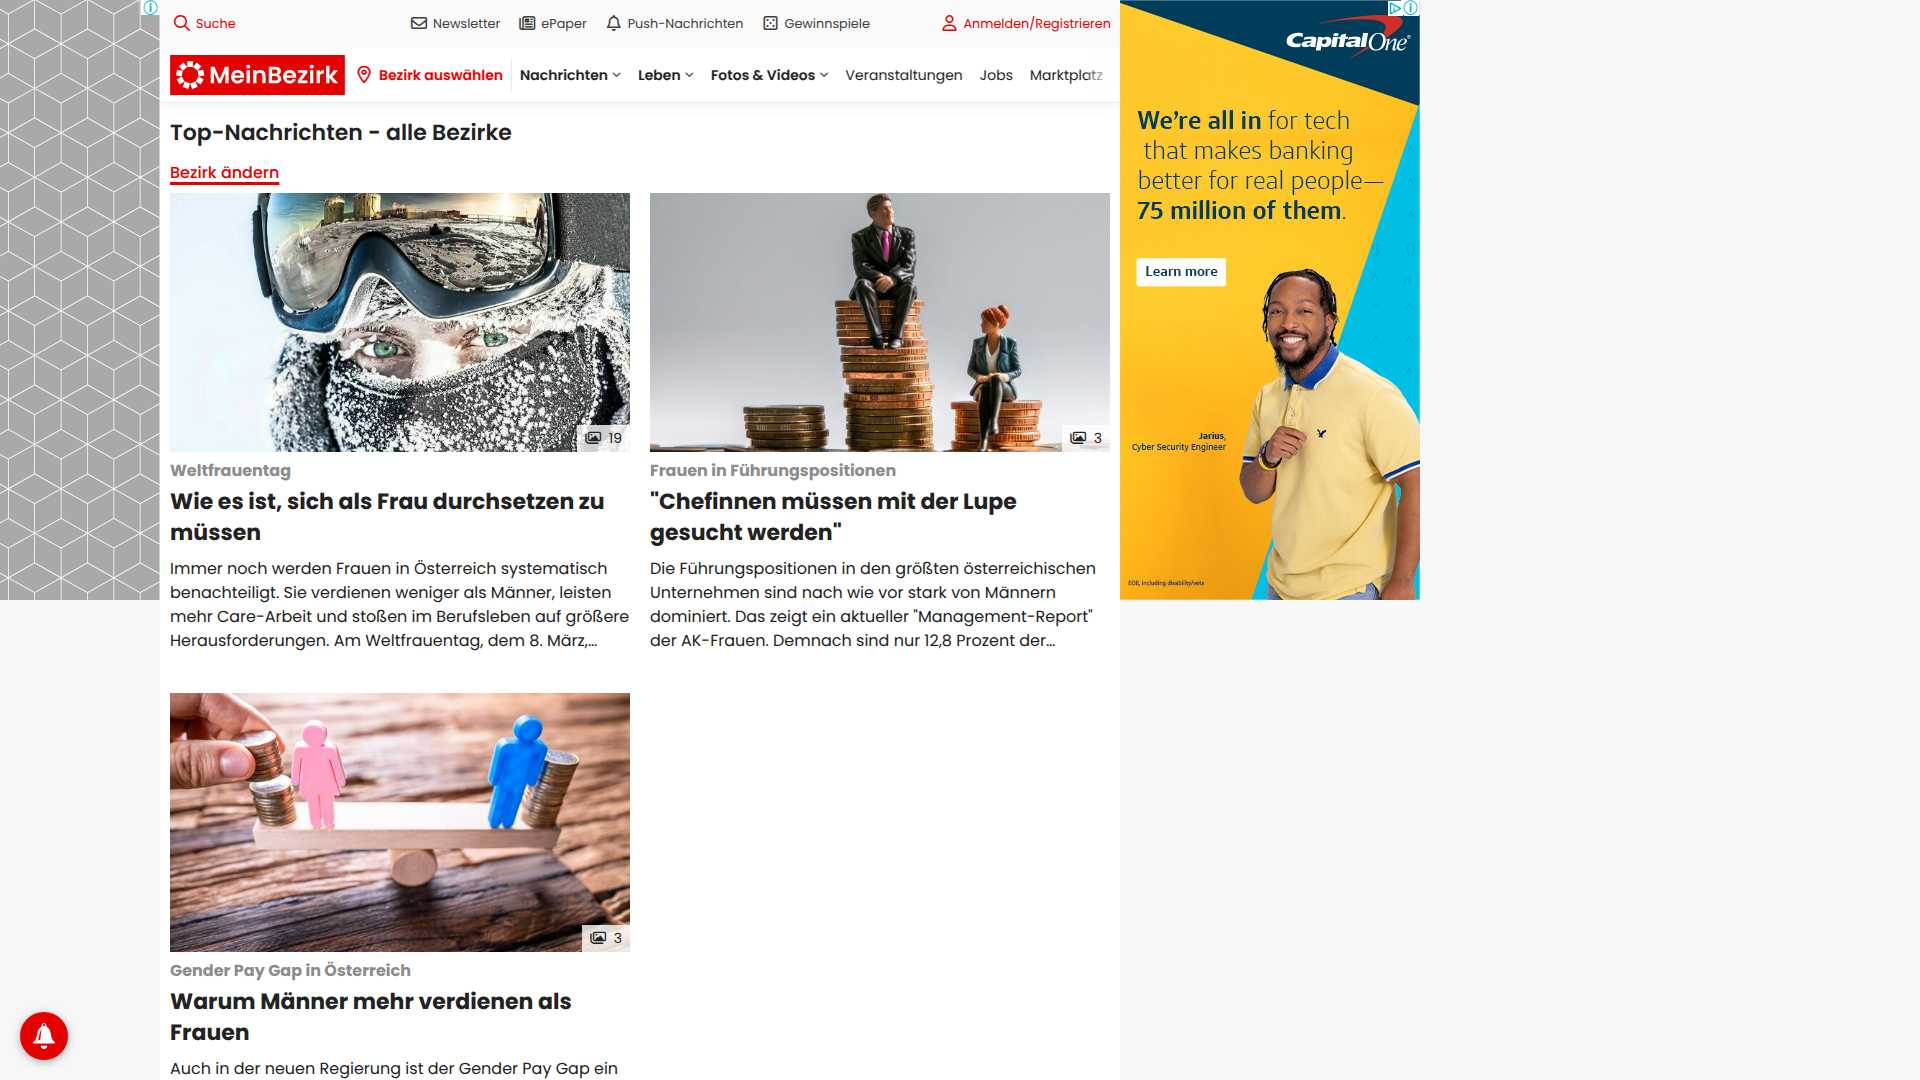 Suche
Newsletter
ePaper
Push-Nachrichten
Gewinnspiele
Anmelden/Registrieren
MeinBezirk
Bezirk auswählen
Nachrichten
Leben
Fotos & Videos
Veranstaltungen
Jobs
Marktplatz
Top-Nachrichten - alle Bezirke
Bezirk ändern
19
Weltfrauentag
Wie es ist, sich als Frau durchsetzen zu
müssen
Immer noch werden Frauen in Österreich systematisch
benachteiligt. Sie verdienen weniger als Männer, leisten
mehr Care-Arbeit und stoßen im Berufsleben auf größere
Herausforderungen. Am Weltfrauentag, dem 8. März,...
3
Frauen in Führungspositionen
"Chefinnen müssen mit der Lupe
gesucht werden"
Die Führungspositionen in den größten österreichischen
Unternehmen sind nach wie vor stark von Männern
dominiert. Das zeigt ein aktueller "Management-Report"
der AK-Frauen. Demnach sind nur 12,8 Prozent der...
3
Gender Pay Gap in Österreich
Warum Männer mehr verdienen als
Frauen
Auch in der neuen Regierung ist der Gender Pay Gap ein
CapitalOne®
We're all in for tech
that makes banking
better for real people—
75 million of them.
Learn more
Jarius,
Cyber Security Engineer
EOE, including disability/vets